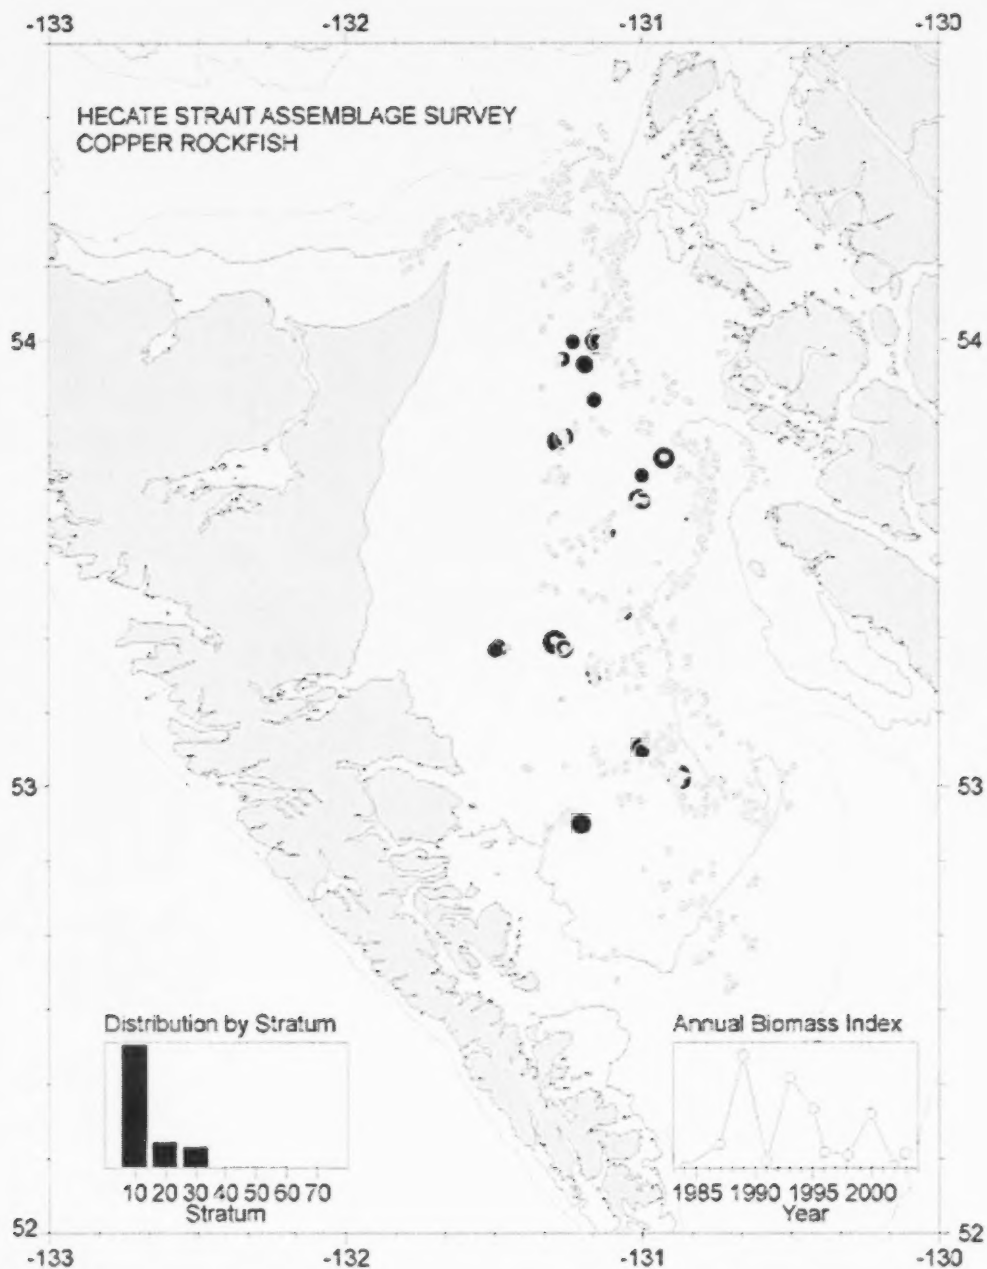 -133 -132 -131 -130
HECATE STRAIT ASSEMBLAGE SURVEY
COPPER ROCKFISH
54 54
53 53
Distribution by Stratum
10 20 30 40 50 60 70
Stratum
Annual Biomass Index
1985 1990 1995 2000
Year
52 52
-133 -132 -131 -130